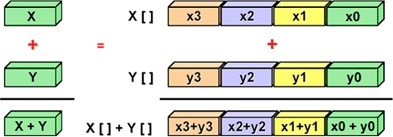 X X [ ] x3 x2 x1 x0
+ = +
Y Y [ ] y3 y2 y1 y0
X + Y X [ ] + Y [ ] x3+y3 x2+y2 x1+y1 x0 + y0